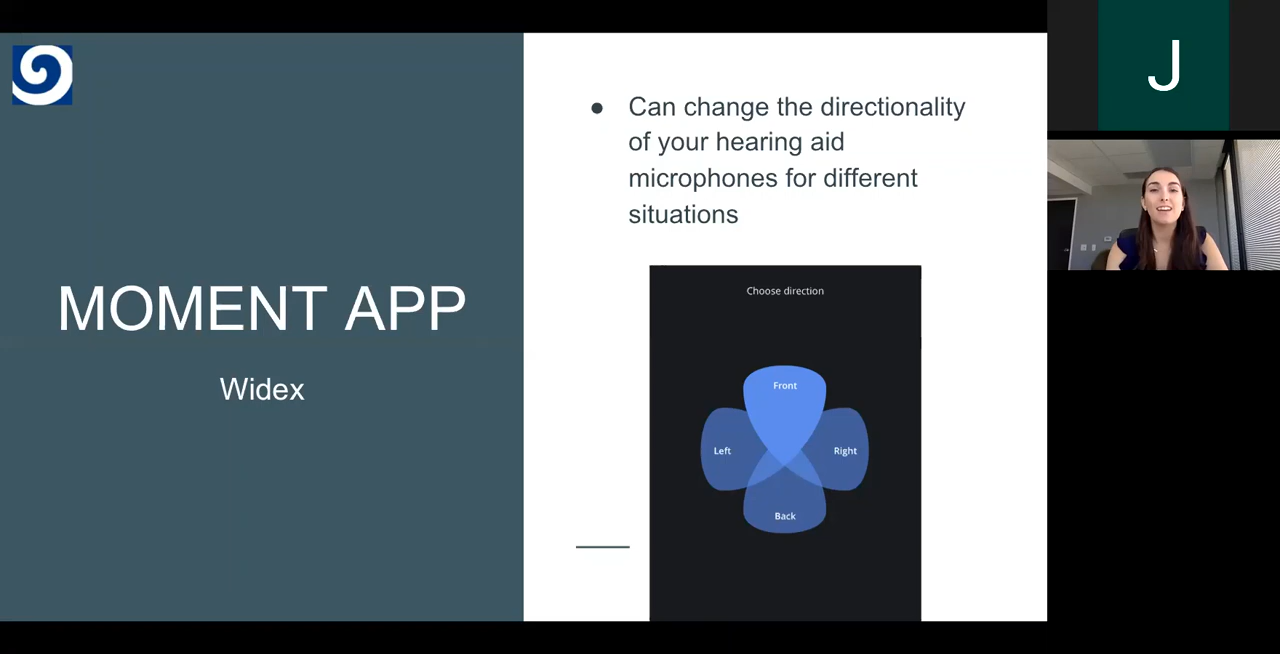 MOMENT APP
Widex
● Can change the directionality
of your hearing aid
microphones for different
situations
Choose direction
Front
Left
Right
Back
J